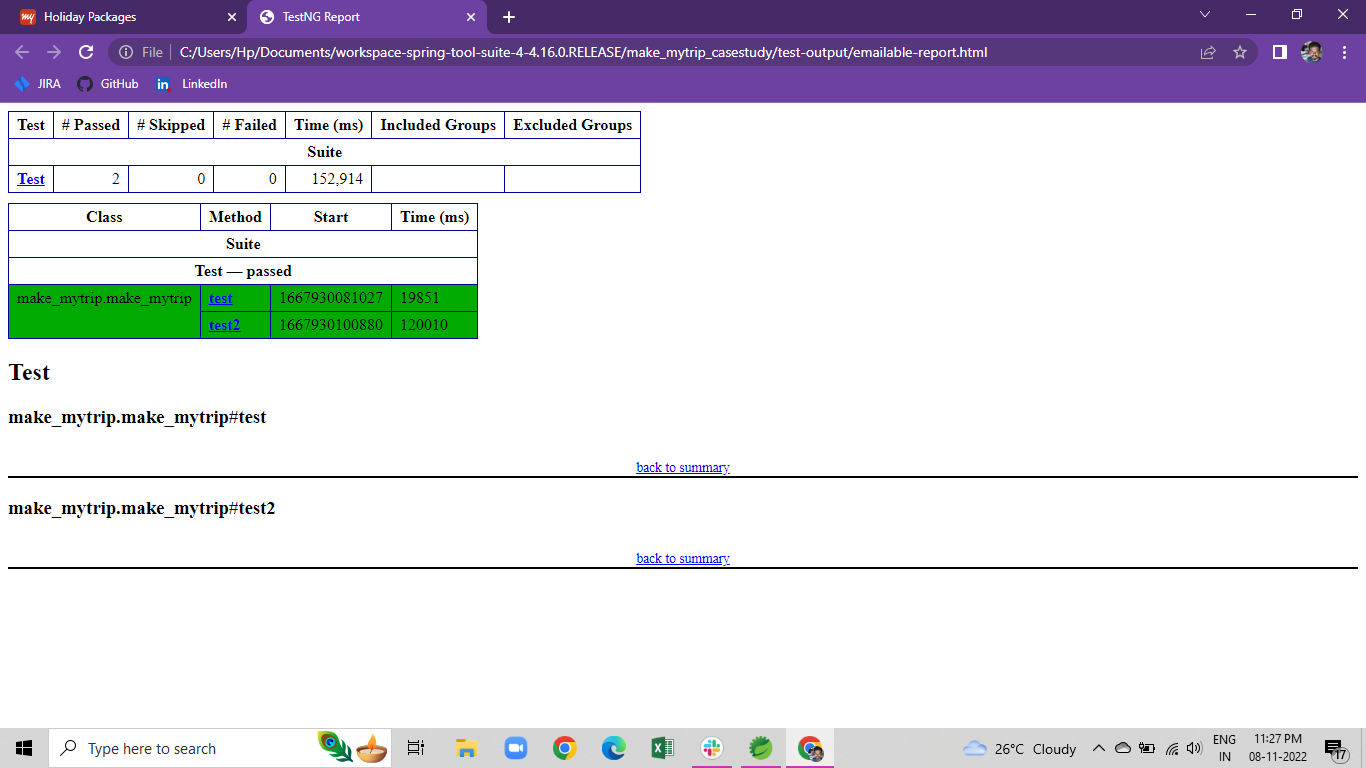 my Holiday Packages
TestNG Report
File C:/Users/Hp/Documents/workspace-spring-tool-suite-4-4.16.0.RELEASE/make_mytrip_casestudy/test-output/emailable-report.html
JIRA GitHub in LinkedIn
Test # Passed # Skipped # Failed Time (ms) Included Groups Excluded Groups
Suite
Test 2 0 0 152,914
Class Method Start Time (ms)
Suite
Test — passed
make_mytrip.make_mytrip test 1667930081027 19851
test2 1667930100880 120010
Test
make_mytrip.make_mytrip#test
back to summary
make_mytrip.make_mytrip#test2
back to summary
Type here to search
26°C Cloudy
ENG
IN
11:27 PM
08-11-2022
17